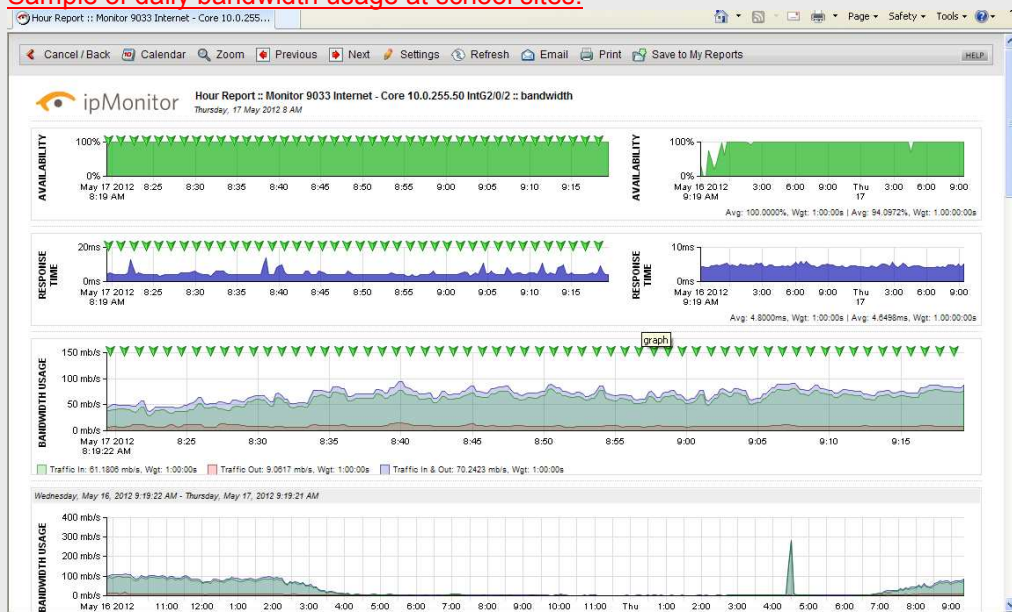 Sample of daily bandwidth usage at school sites:
Hour Report :: Monitor 9033 Internet - Core 10.0.255...
Page Safety Tools
Cancel / Back Calendar Zoom Previous Next Settings Refresh Email Print Save to My Reports HELP
ipMonitor
Hour Report :: Monitor 9033 Internet - Core 10.0.255.50 IntG2/0/2 :: bandwidth
Thursday, 17 May 2012 8 AM
AVAILABILITY
100%
0%
May 17 2012 8:25 8:30 8:35 8:40 8:45 8:50 8:55 9:00 9:05 9:10 9:15
8:19 AM
AVAILABILITY
100%
0%
May 16 2012 3:00 6:00 9:00 Thu 3:00 6:00 9:00
9:19 AM 17
Avg: 100.0000%, Wgt: 1:00:00s | Avg: 94.0972%, Wgt: 1.00:00:00s
RESPONSE
TIME
20ms
0ms
May 17 2012 8:25 8:30 8:35 8:40 8:45 8:50 8:55 9:00 9:05 9:10 9:15
8:19 AM
RESPONSE
TIME
10ms
0ms
May 16 2012 3:00 6:00 9:00 Thu 3:00 6:00 9:00
9:19 AM 17
Avg: 4.8000ms, Wgt: 1:00:00s | Avg: 4.6498ms, Wgt: 1.00:00:00s
graph
BANDWIDTH USAGE
150 mb/s
100 mb/s
50 mb/s
0 mb/s
May 17 2012 8:25 8:30 8:35 8:40 8:45 8:50 8:55 9:00 9:05 9:10 9:15
8:19:22 AM
Traffic In: 61.1806 mb/s, Wgt: 1:00:00s Traffic Out: 9.0617 mb/s, Wgt: 1:00:00s Traffic In & Out: 70.2423 mb/s, Wgt: 1:00:00s
Wednesday, May 16, 2012 9:19:22 AM - Thursday, May 17, 2012 9:19:21 AM
BANDWIDTH USAGE
400 mb/s
300 mb/s
200 mb/s
100 mb/s
0 mb/s
May 16 2012 11:00 12:00 1:00 2:00 3:00 4:00 5:00 6:00 7:00 8:00 9:00 10:00 11:00 Thu 1:00 2:00 3:00 4:00 5:00 6:00 7:00 8:00 9:00